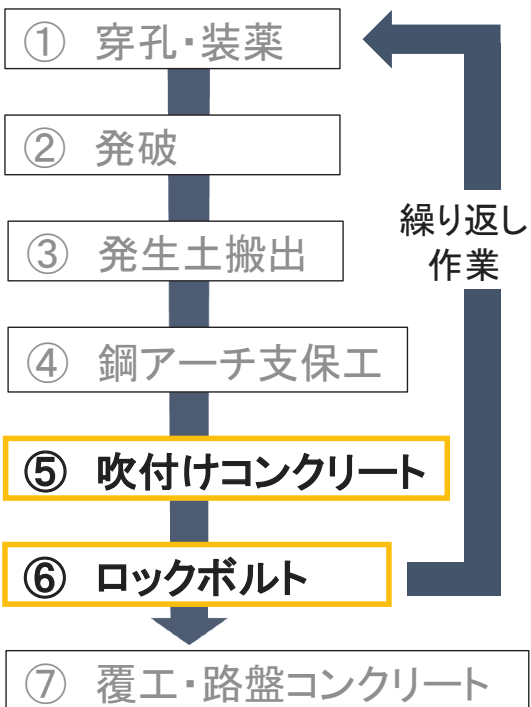 ① 穿孔・装薬
② 発破
③ 発生土搬出
④ 鋼アーチ支保工
⑤ 吹付けコンクリート
⑥ ロックボルト
⑦ 覆工・路盤コンクリート
繰り返し
作業